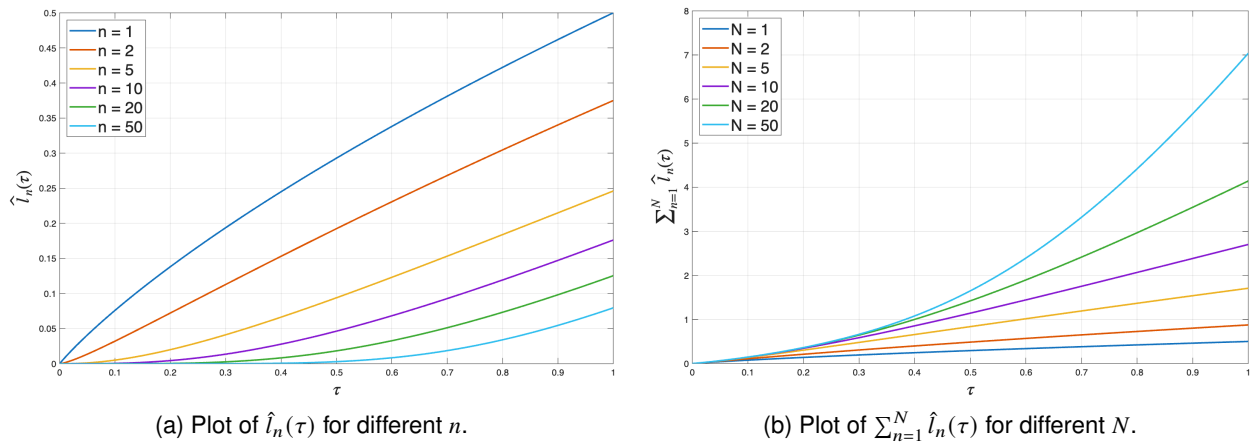 0.5
0.45
0.4
0.35
0.3
0.25
0.2
0.15
0.1
0.05
0
l̂ₙ(τ)
n = 1
n = 2
n = 5
n = 10
n = 20
n = 50
0 0.1 0.2 0.3 0.4 0.5 0.6 0.7 0.8 0.9 1
τ
(a) Plot of l̂ₙ(τ) for different n.
8
7
6
5
4
3
2
1
0
∑ₙ₌₁ᴺ l̂ₙ(τ)
N = 1
N = 2
N = 5
N = 10
N = 20
N = 50
0 0.1 0.2 0.3 0.4 0.5 0.6 0.7 0.8 0.9 1
τ
(b) Plot of ∑ₙ₌₁ᴺ l̂ₙ(τ) for different N.